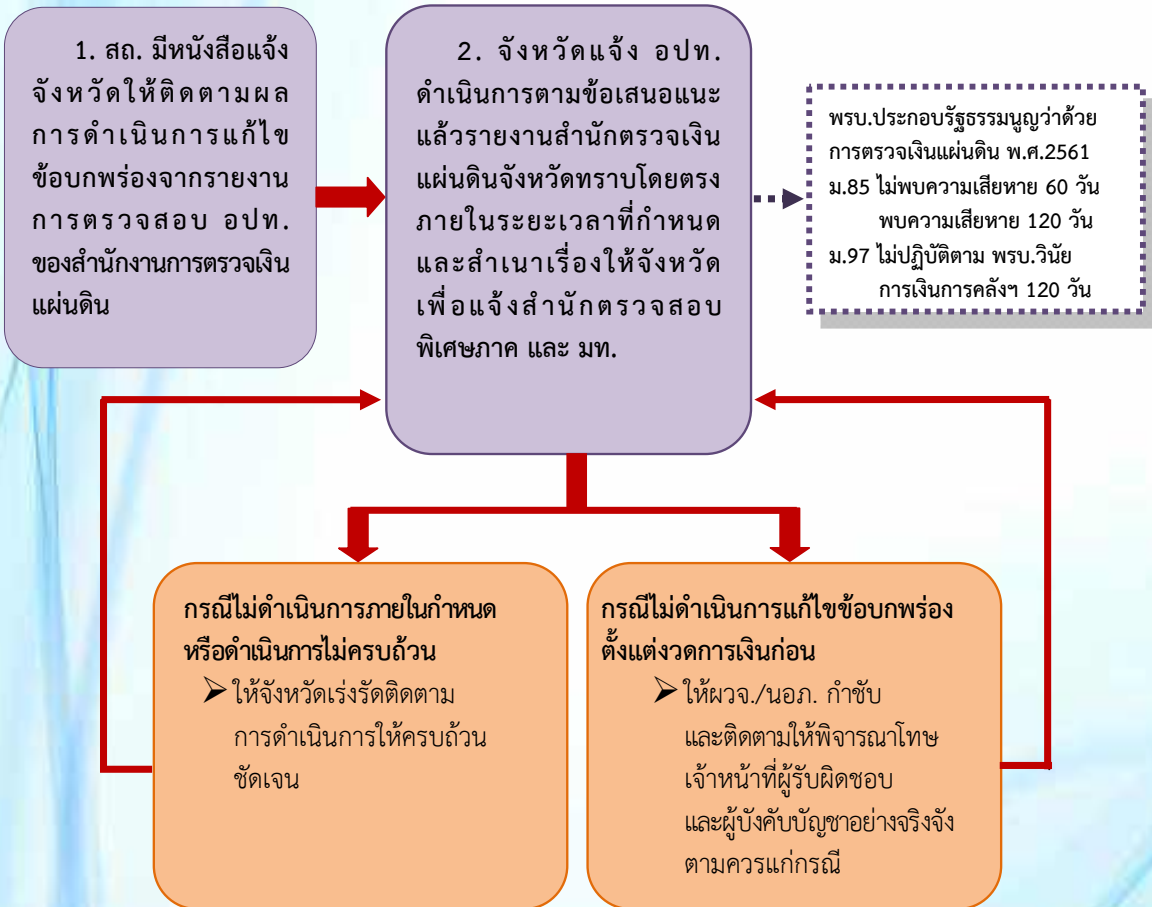 1. สถ. มีหนังสือแจ้ง
จังหวัดให้ติดตามผล
การดำเนินการแก้ไข
ข้อบกพร่องจากรายงาน
การตรวจสอบ อปท.
ของสำนักงานการตรวจเงิน
แผ่นดิน
2. จังหวัดแจ้ง อปท.
ดำเนินการตามข้อเสนอแนะ
แล้วรายงานสำนักตรวจเงิน
แผ่นดินจังหวัดทราบโดยตรง
ภายในระยะเวลาที่กำหนด
และสำเนาเรื่องให้จังหวัด
เพื่อแจ้งสำนักตรวจสอบ
พิเศษภาค และ มท.
พรบ.ประกอบรัฐธรรมนูญว่าด้วย
การตรวจเงินแผ่นดิน พ.ศ.2561
ม.85 ไม่พบความเสียหาย 60 วัน
พบความเสียหาย 120 วัน
ม.97 ไม่ปฏิบัติตาม พรบ.วินัย
การเงินการคลังฯ 120 วัน
กรณีไม่ดำเนินการภายในกำหนด
หรือดำเนินการไม่ครบถ้วน
➢ ให้จังหวัดเร่งรัดติดตาม
การดำเนินการให้ครบถ้วน
ชัดเจน
กรณีไม่ดำเนินการแก้ไขข้อบกพร่อง
ตั้งแต่งวดการเงินก่อน
➢ ให้ผวจ./นอภ. กำชับ
และติดตามให้พิจารณาโทษ
เจ้าหน้าที่ผู้รับผิดชอบ
และผู้บังคับบัญชาอย่างจริงจัง
ตามควรแก่กรณี